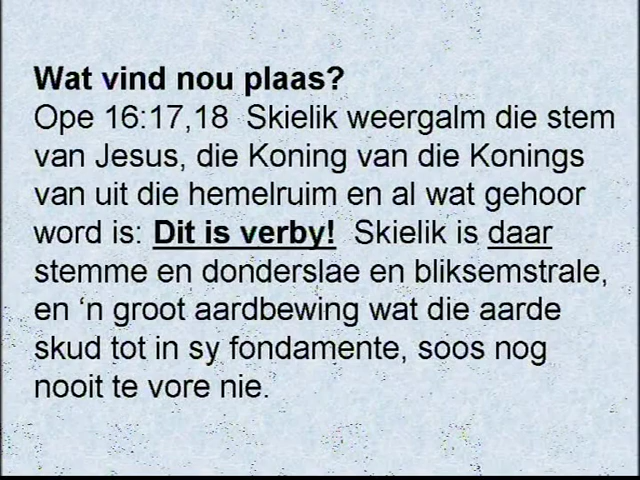 Wat vind nou plaas?
Ope 16:17,18  Skielik weergalm die stem
van Jesus, die Koning van die Konings
van uit die hemelruim en al wat gehoor
word is: Dit is verby!  Skielik is daar
stemme en donderslae en bliksemstrale,
en ‘n groot aardbewing wat die aarde
skud tot in sy fondamente, soos nog
nooit te vore nie.